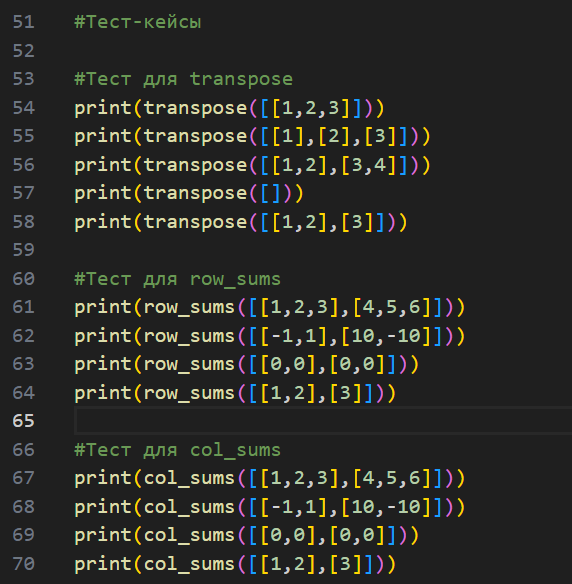 51 #Тест-кейсы
52
53 #Тест для transpose
54 print(transpose([[1,2,3]]))
55 print(transpose([[1],[2],[3]]))
56 print(transpose([[1,2],[3,4]]))
57 print(transpose([]))
58 print(transpose([[1,2],[3]]))
59
60 #Тест для row_sums
61 print(row_sums([[1,2,3],[4,5,6]]))
62 print(row_sums([[-1,1],[10,-10]]))
63 print(row_sums([[0,0],[0,0]]))
64 print(row_sums([[1,2],[3]]))
65
66 #Тест для col_sums
67 print(col_sums([[1,2,3],[4,5,6]]))
68 print(col_sums([[-1,1],[10,-10]]))
69 print(col_sums([[0,0],[0,0]]))
70 print(col_sums([[1,2],[3]]))